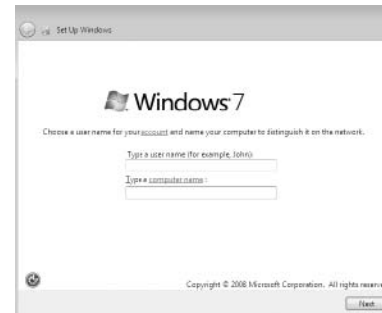 Set Up Windows
Windows 7
Choose a user name for your account and name your computer to distinguish it on the network.
Type a user name (for example, John):
Type a computer name :
Copyright © 2008 Microsoft Corporation. All rights reserve
Next